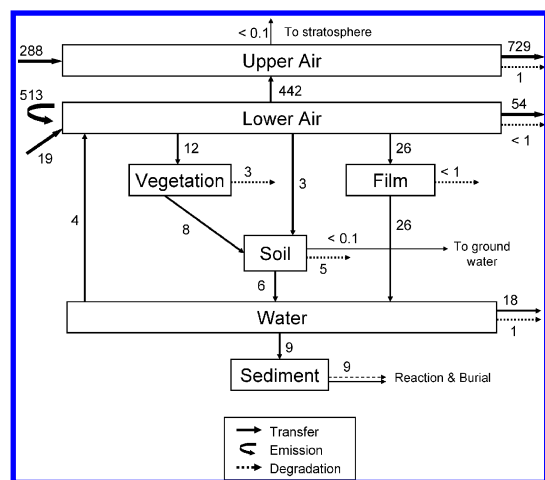 < 0.1 To stratosphere
288
Upper Air
729
1
442
513
Lower Air
54
< 1
19
12
3
26
Vegetation
3
Film
< 1
4
8
26
Soil
< 0.1
To ground
water
5
6
18
Water
1
9
Sediment
9
Reaction & Burial
Transfer
Emission
Degradation